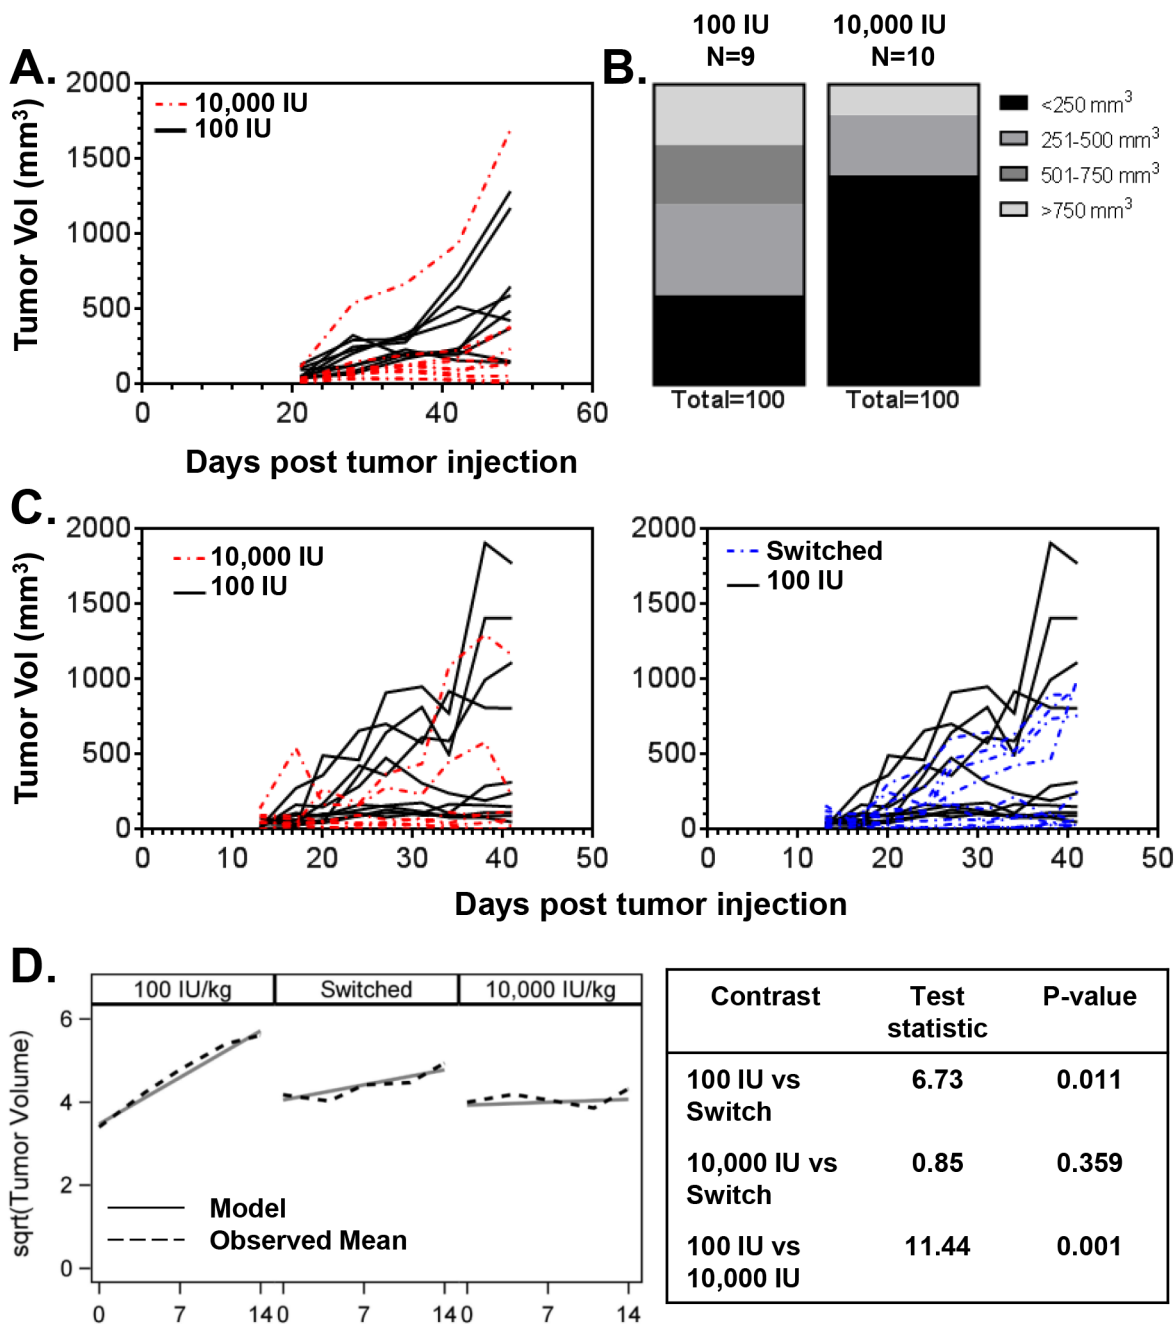 A.
Tumor Vol (mm3)
2000
1500
1000
500
0
10,000 IU
100 IU
0
20
40
60
Days post tumor injection
B.
100 IU
N=9
10,000 IU
N=10
<250 mm3
251-500 mm3
501-750 mm3
>750 mm3
Total=100
Total=100
C.
Tumor Vol (mm3)
2000
1500
1000
500
0
10,000 IU
100 IU
0
10
20
30
40
50
2000
1500
1000
500
0
Switched
100 IU
0
10
20
30
40
50
Days post tumor injection
D.
sqrt(Tumor Volume)
100 IU/kg
Switched
10,000 IU/kg
6
4
2
0
Model
Observed Mean
0
7
14
0
7
14
0
7
14
Contrast
Test
statistic
P-value
100 IU vs
Switch
6.73
0.011
10,000 IU vs
Switch
0.85
0.359
100 IU vs
10,000 IU
11.44
0.001